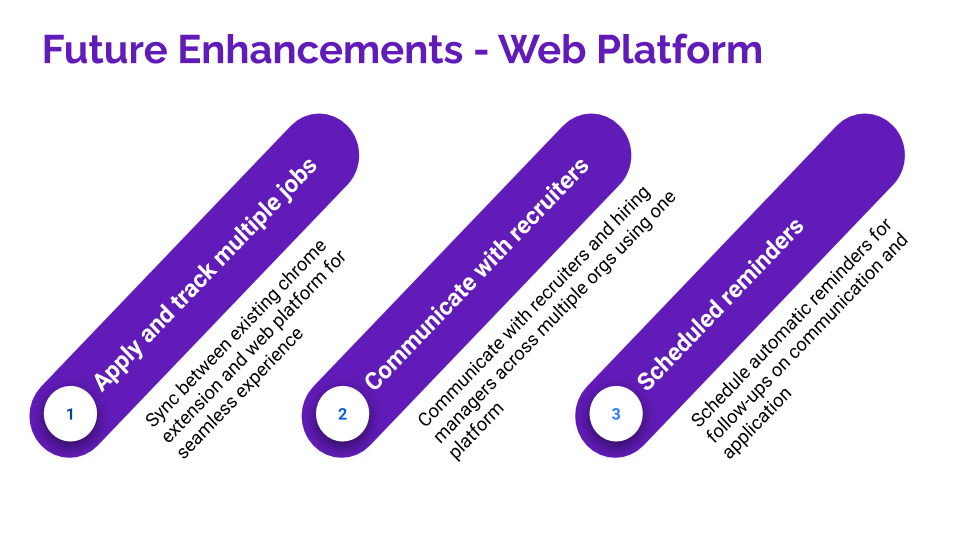 Future Enhancements - Web Platform
1
Apply and track multiple jobs
Sync between existing chrome
extension and web platform for
seamless experience
2
Communicate with recruiters
Communicate with recruiters and hiring
managers across multiple orgs using one
platform
3
Scheduled reminders
Schedule automatic reminders for
follow-ups on communication and
application